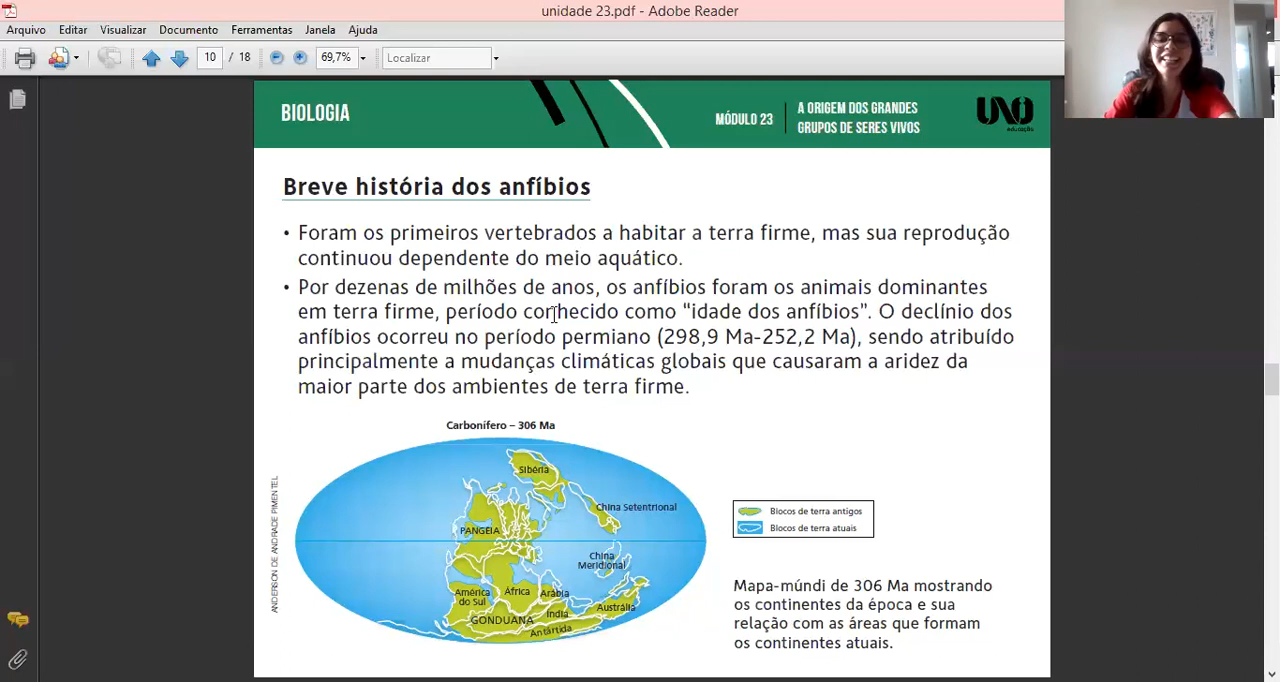 unidade 23.pdf - Adobe Reader
Arquivo Editar Visualizar Documento Ferramentas Janela Ajuda
10 / 18 69,7% Localizar
BIOLOGIA
MÓDULO 23
A ORIGEM DOS GRANDES
GRUPOS DE SERES VIVOS
UNO
educação
Breve história dos anfíbios
• Foram os primeiros vertebrados a habitar a terra firme, mas sua reprodução
continuou dependente do meio aquático.
• Por dezenas de milhões de anos, os anfíbios foram os animais dominantes
em terra firme, período conhecido como “idade dos anfíbios”. O declínio dos
anfíbios ocorreu no período permiano (298,9 Ma-252,2 Ma), sendo atribuído
principalmente a mudanças climáticas globais que causaram a aridez da
maior parte dos ambientes de terra firme.
Carbonífero – 306 Ma
Sibéria
China Setentrional
PANGEIA
China
Meridional
América
do Sul
África
Arábia
Índia
Austrália
GONDUANA
Antártida
ANDERSON DE ANDRADE PIMENTEL
Blocos de terra antigos
Blocos de terra atuais
Mapa-múndi de 306 Ma mostrando
os continentes da época e sua
relação com as áreas que formam
os continentes atuais.